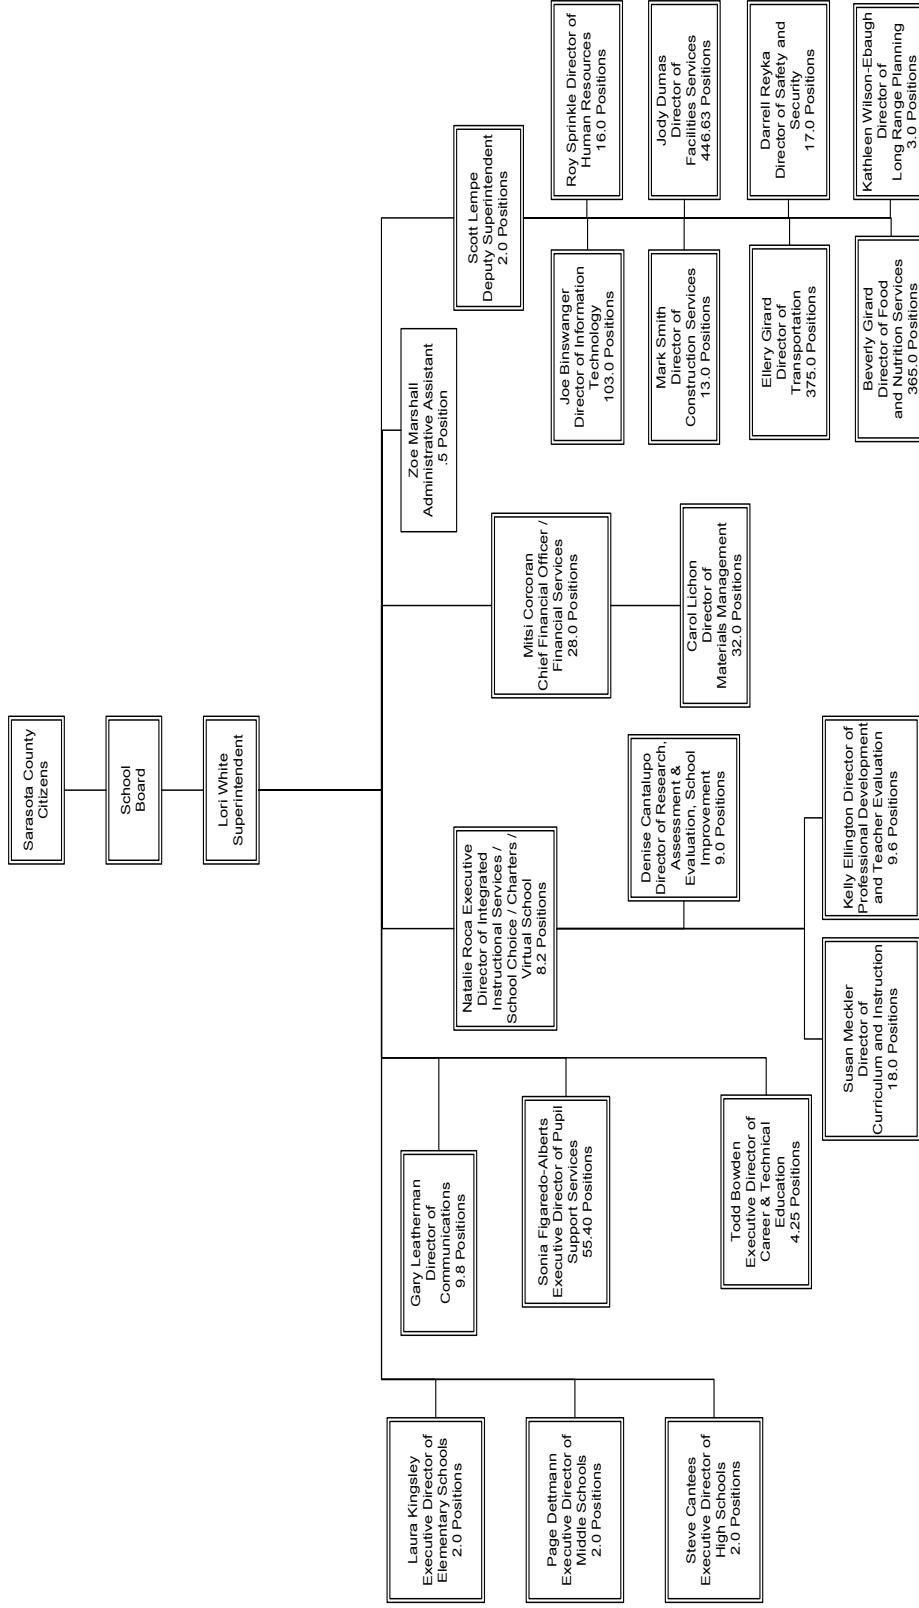 Sarasota County
Citizens
School
Board
Lori White
Superintendent
Laura Kingsley
Executive Director of
Elementary Schools
2.0 Positions
Page Dettmann
Executive Director of
Middle Schools
2.0 Positions
Steve Cantees
Executive Director of
High Schools
2.0 Positions
Gary Leatherman
Director of
Communications
9.8 Positions
Sonia Figaredo-Alberts
Executive Director of Pupil
Support Services
55.40 Positions
Todd Bowden
Executive Director of
Career & Technical
Education
4.25 Positions
Natalie Roca Executive
Director of Integrated
Instructional Services /
School Choice / Charters /
Virtual School
8.2 Positions
Denise Cantalupo
Director of Research,
Assessment &
Evaluation, School
Improvement
9.0 Positions
Susan Meckler
Director of
Curriculum and Instruction
18.0 Positions
Kelly Ellington Director of
Professional Development
and Teacher Evaluation
9.6 Positions
Mitsi Corcoran
Chief Financial Officer /
Financial Services
28.0 Positions
Carol Lichon
Director of
Materials Management
32.0 Positions
Zoe Marshall
Administrative Assistant
.5 Position
Scott Lempe
Deputy Superintendent
2.0 Positions
Joe Binswanger
Director of Information
Technology
103.0 Positions
Roy Sprinkle Director of
Human Resources
16.0 Positions
Mark Smith
Director of
Construction Services
13.0 Positions
Jody Dumas
Director of
Facilities Services
446.63 Positions
Ellery Girard
Director of
Transportation
375.0 Positions
Darrell Reyka
Director of Safety and
Security
17.0 Positions
Beverly Girard
Director of Food
and Nutrition Services
365.0 Positions
Kathleen Wilson-Ebaugh
Director of
Long Range Planning
3.0 Positions